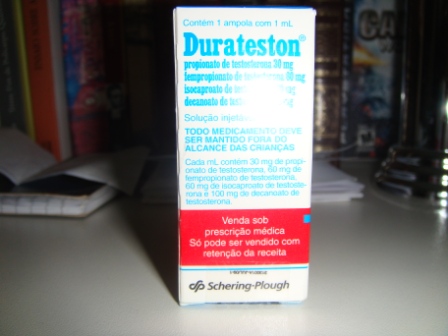 Contém 1 ampola com 1 mL
Durateston®
propionato de testosterona 30 mg
fempropionato de testosterona 60 mg
isocaproato de mg
decanoato de mg
Solução
TODO MEDICAMENTO DEVE
SER MANTIDO FORA DO
ALCANCE DAS CRIANÇAS
Cada mL contém 30 mg de propi-
onato de testosterona, 60 mg de
fempropionato de testosterona,
60 mg de isocaproato de testoste-
rona e 100 mg de decanoato de
testosterona.
Venda sob
prescrição médica
Só pode ser vendido com
retenção da receita
Schering-Plough